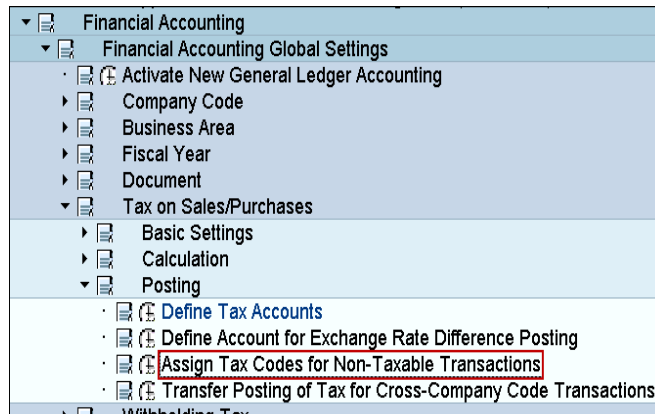 Financial Accounting
Financial Accounting Global Settings
Activate New General Ledger Accounting
Company Code
Business Area
Fiscal Year
Document
Tax on Sales/Purchases
Basic Settings
Calculation
Posting
Define Tax Accounts
Define Account for Exchange Rate Difference Posting
Assign Tax Codes for Non-Taxable Transactions
Transfer Posting of Tax for Cross-Company Code Transactions
Withholding Tax